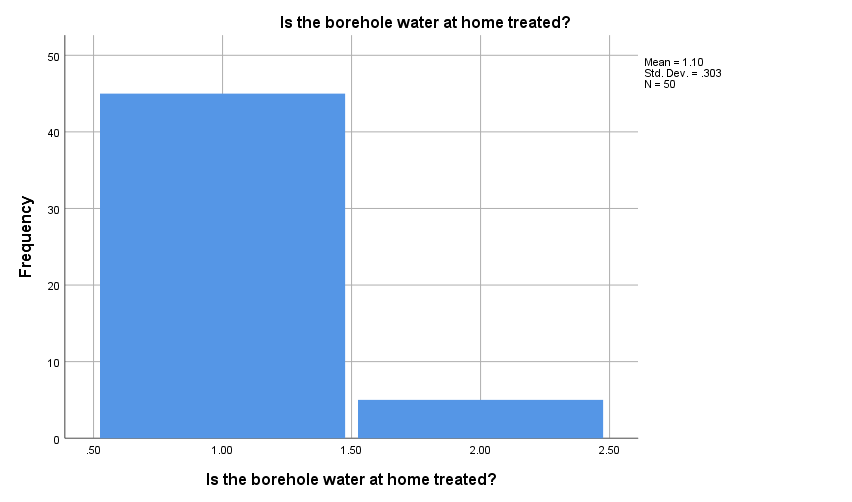 Is the borehole water at home treated?
Mean = 1.10
Std. Dev. = .303
N = 50
Frequency
50
40
30
20
10
0
.50 1.00 1.50 2.00 2.50
Is the borehole water at home treated?